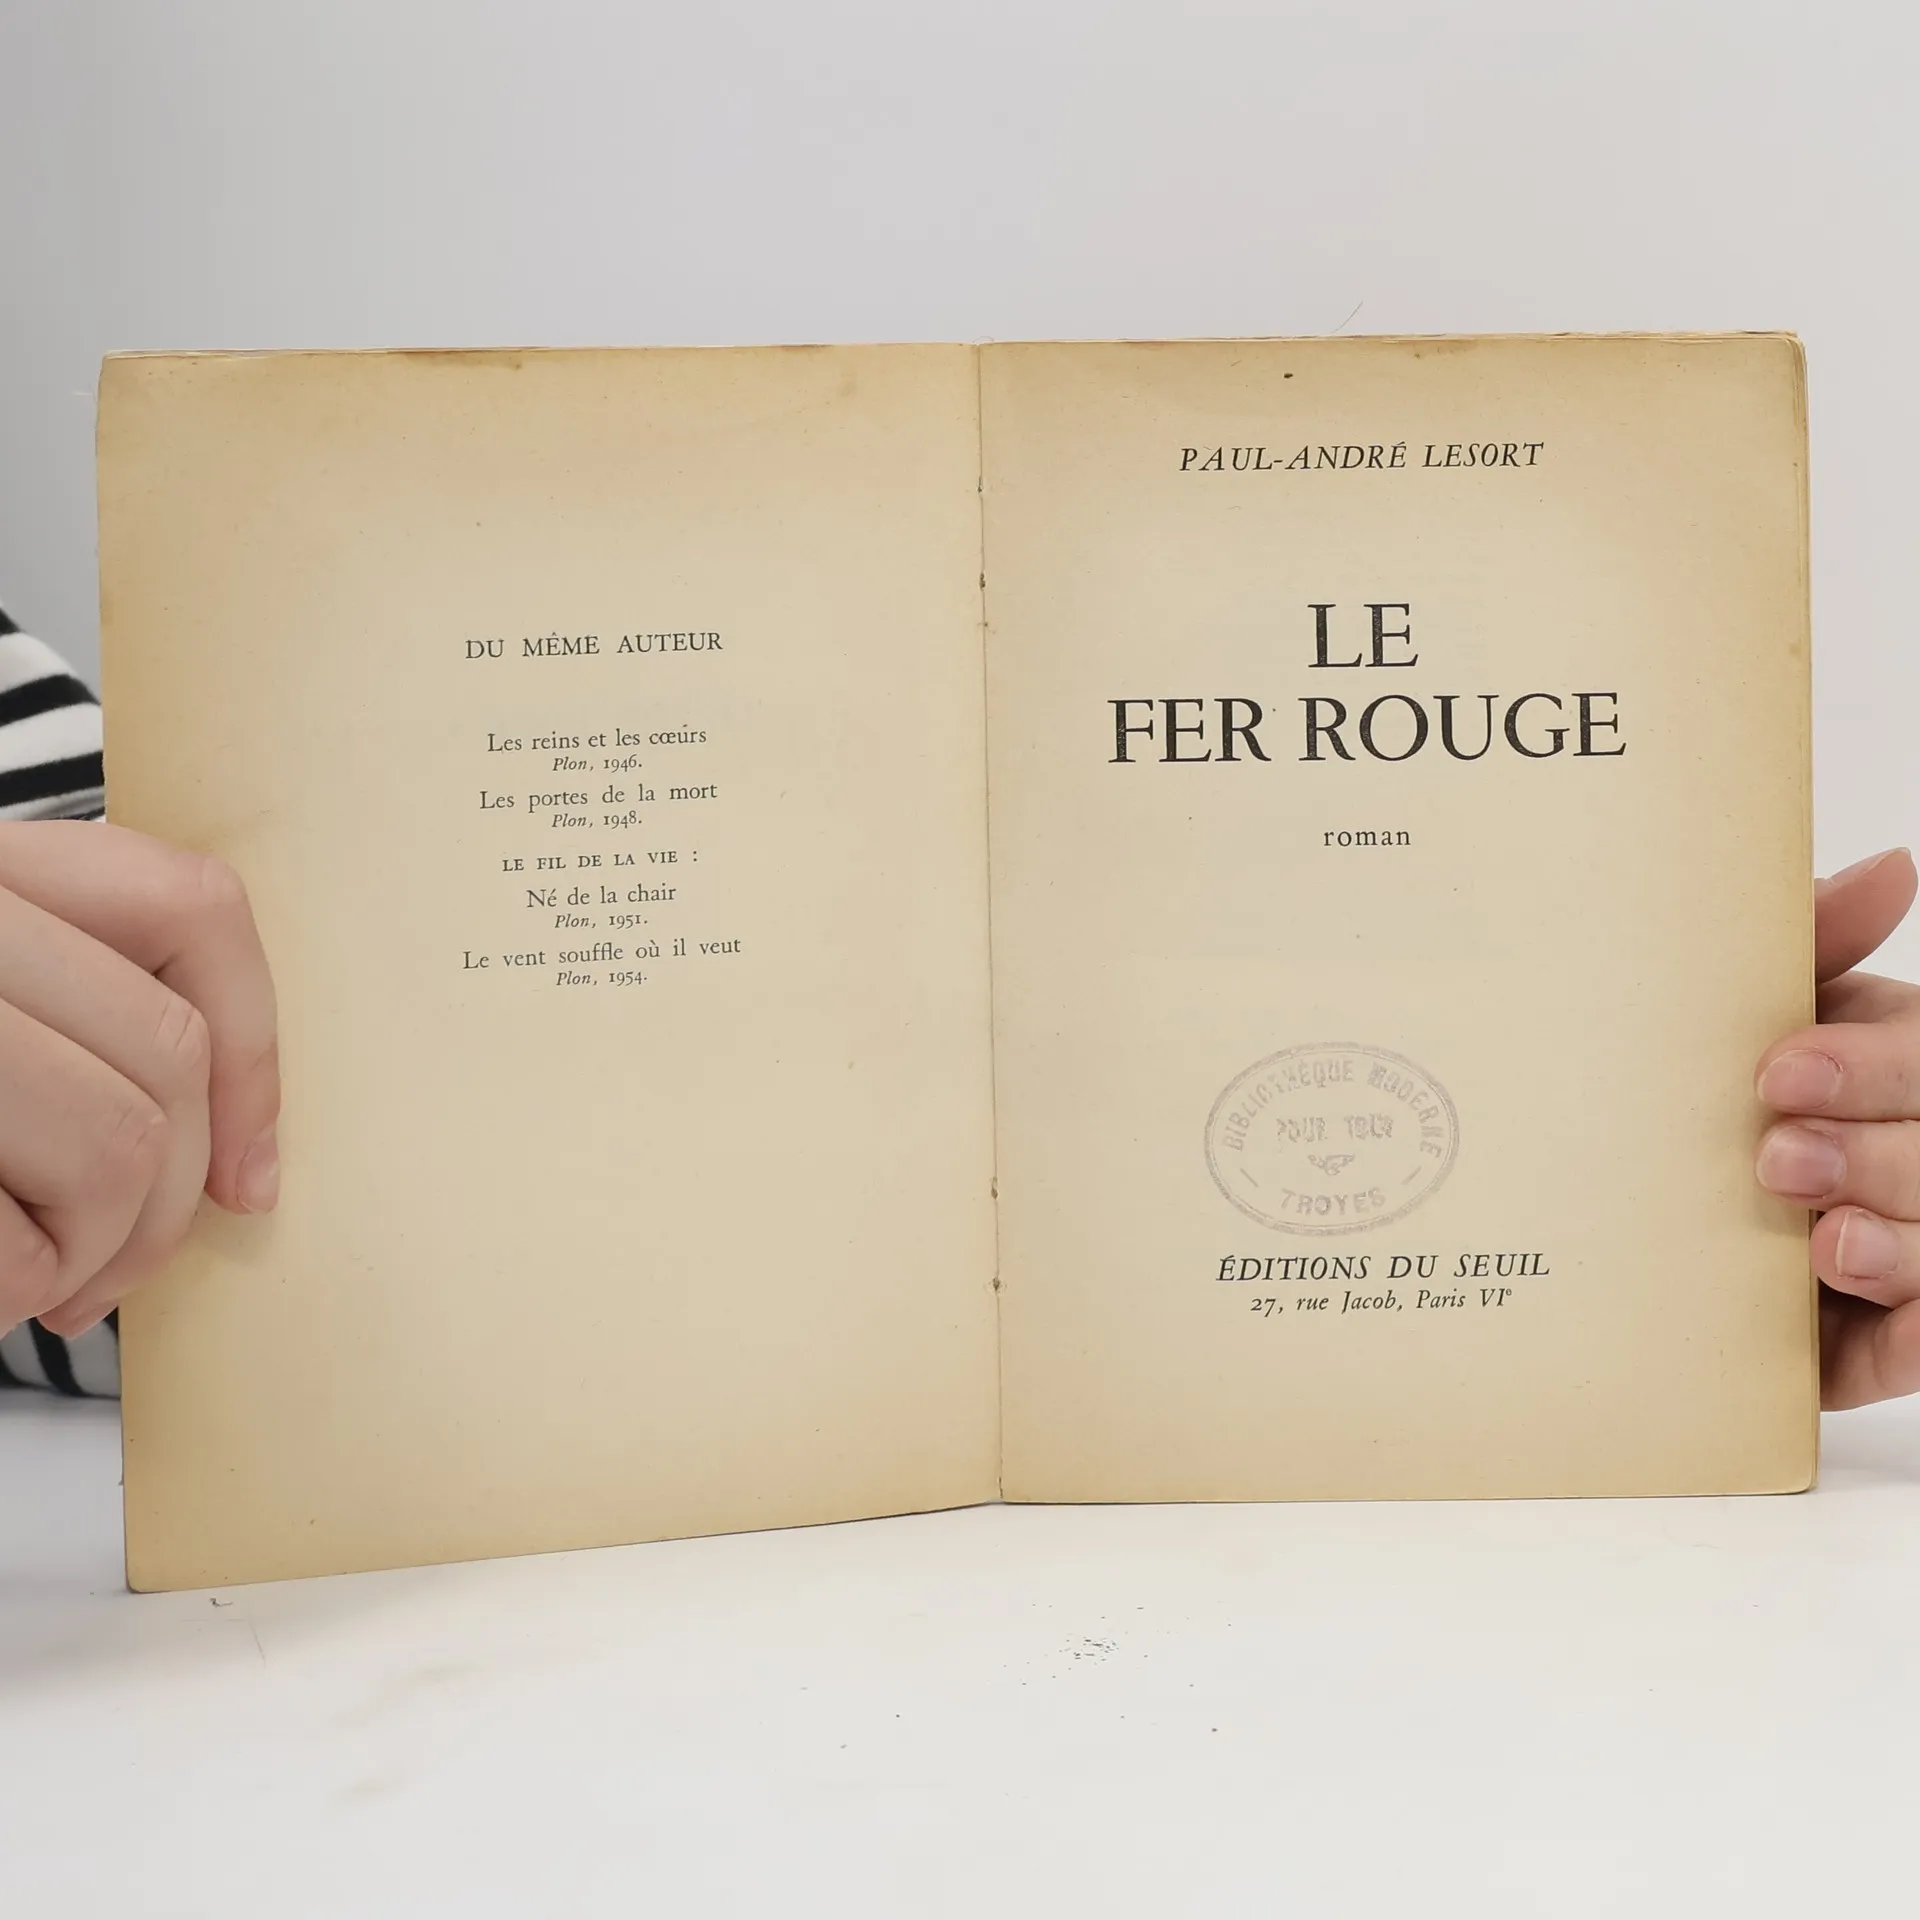 DU MÊME AUTEUR
Les reins et les cœurs
Plon, 1946.
Les portes de la mort
Plon, 1948.
LE FIL DE LA VIE :
Né de la chair
Plon, 1951.
Le vent souffle où il veut
Plon, 1954.
PAUL-ANDRÉ LESORT
LE
FER ROUGE
roman
BIBLIOTHÈQUE MODERNE
POUR TOUS
TROYES
ÉDITIONS DU SEUIL
27, rue Jacob, Paris VIe